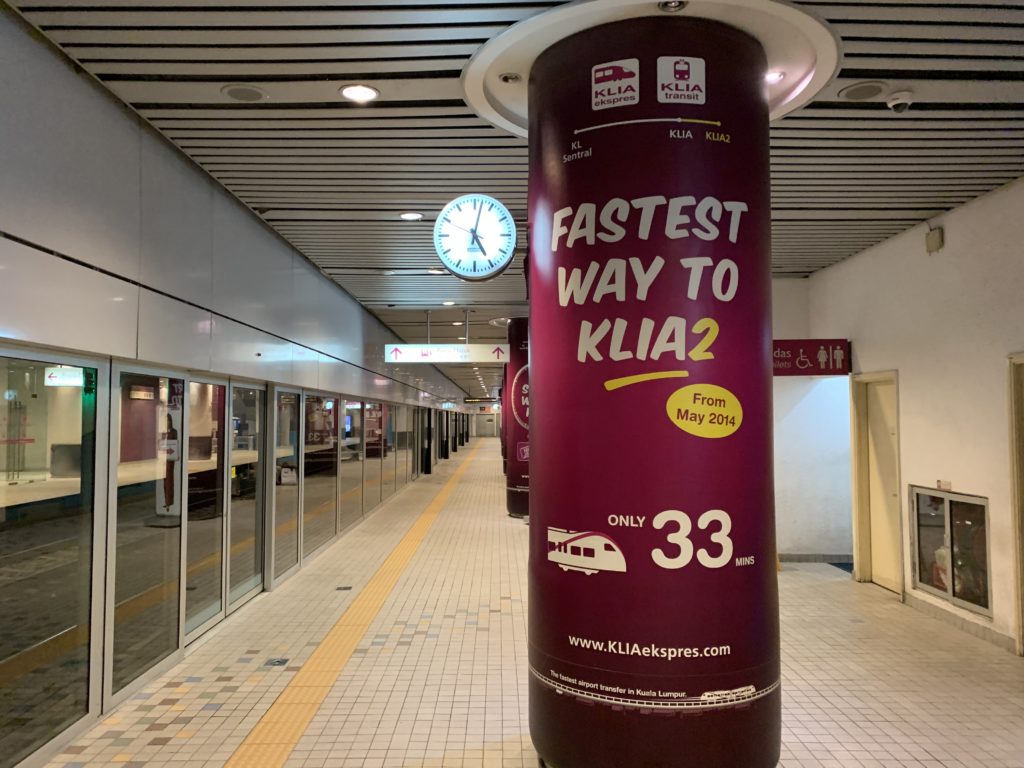 KLIA
ekspres
KLIA
transit
KL
Sentral
KLIA
KLIA2
FASTEST
WAY TO
KLIA2
From
May 2014
ONLY 33 MINS
www.KLIAekspres.com
The fastest airport transfer in Kuala Lumpur.
33